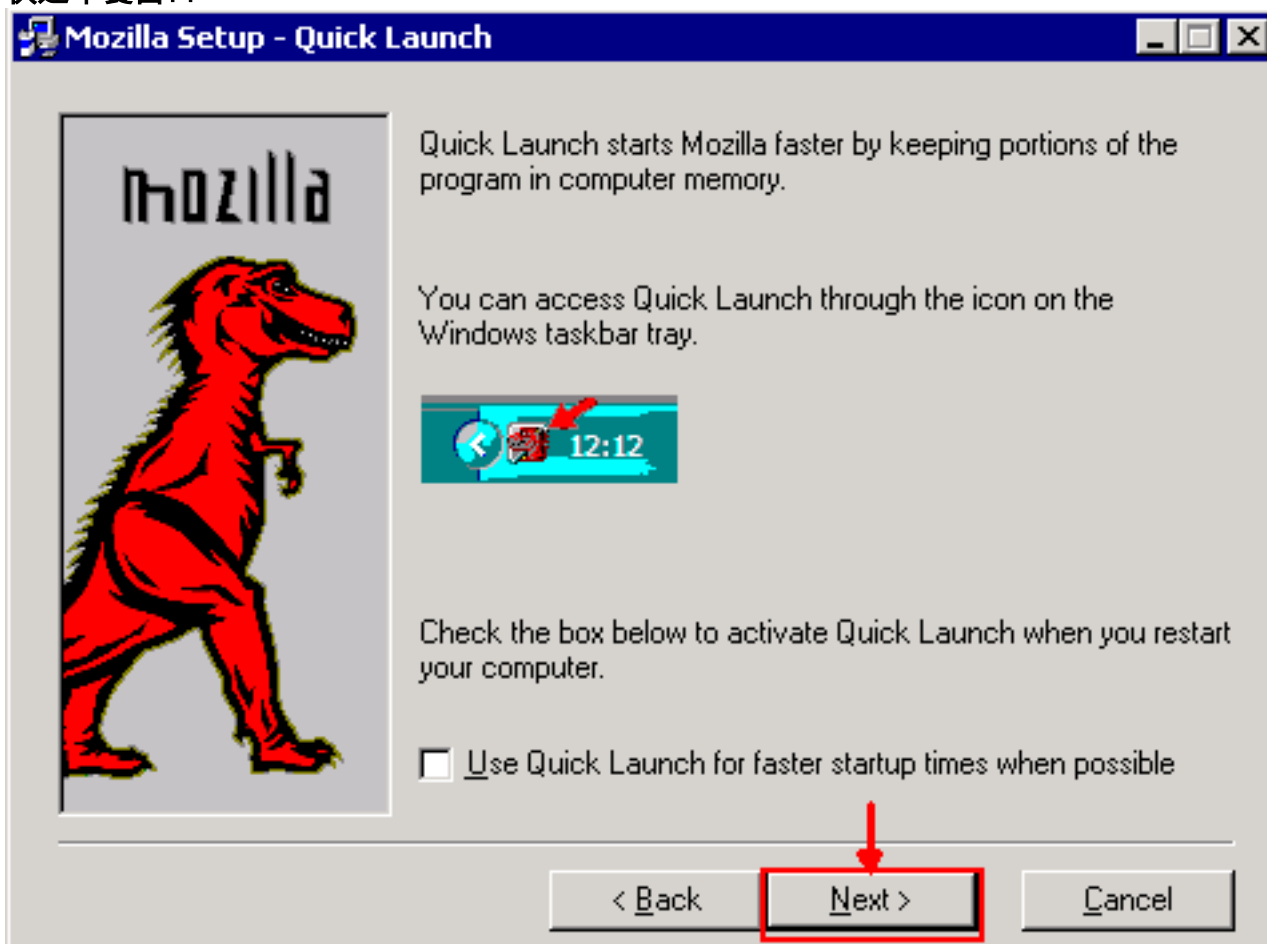 Mozilla Setup - Quick Launch
mozilla
Quick Launch starts Mozilla faster by keeping portions of the
program in computer memory.
You can access Quick Launch through the icon on the
Windows taskbar tray.
12:12
Check the box below to activate Quick Launch when you restart
your computer.
Use Quick Launch for faster startup times when possible
< Back
Next >
Cancel